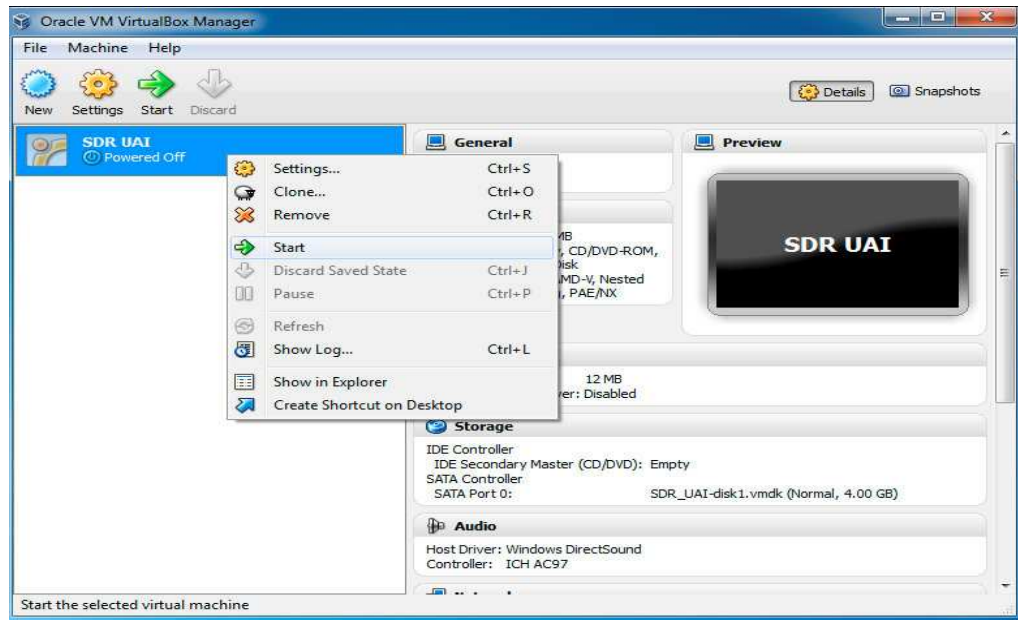 Oracle VM VirtualBox Manager
File Machine Help
New Settings Start Discard
Details Snapshots
SDR UAI
Powered Off
Settings... Ctrl+S
Clone... Ctrl+O
Remove Ctrl+R
Start
Discard Saved State Ctrl+J
Pause Ctrl+P
Refresh
Show Log... Ctrl+L
Show in Explorer
Create Shortcut on Desktop
General
MB
, CD/DVD-ROM,
MD-V, Nested
, PAE/NX
Preview
SDR UAI
12 MB
ver: Disabled
Storage
IDE Controller
IDE Secondary Master (CD/DVD): Empty
SATA Controller
SATA Port 0: SDR_UAI-disk1.vmdk (Normal, 4.00 GB)
Audio
Host Driver: Windows DirectSound
Controller: ICH AC97
Start the selected virtual machine